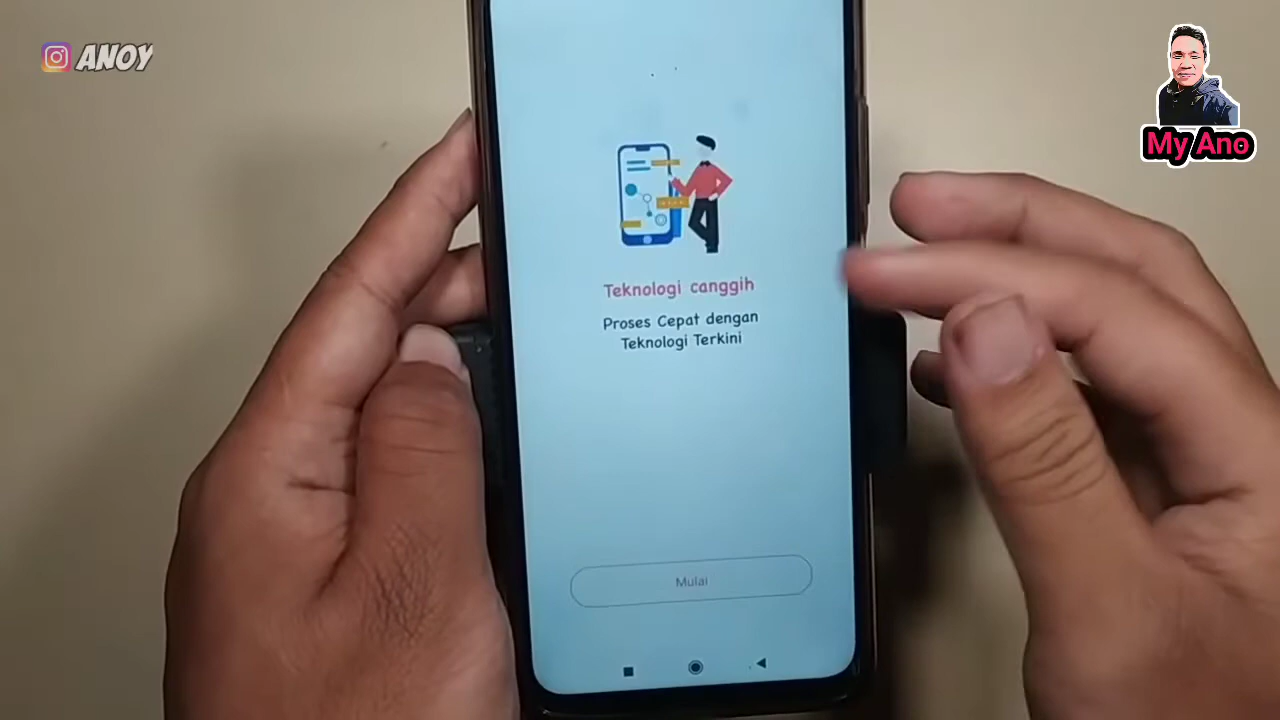 ANOY
My Ano
Teknologi canggih
Proses Cepat dengan
Teknologi Terkini
Mulai